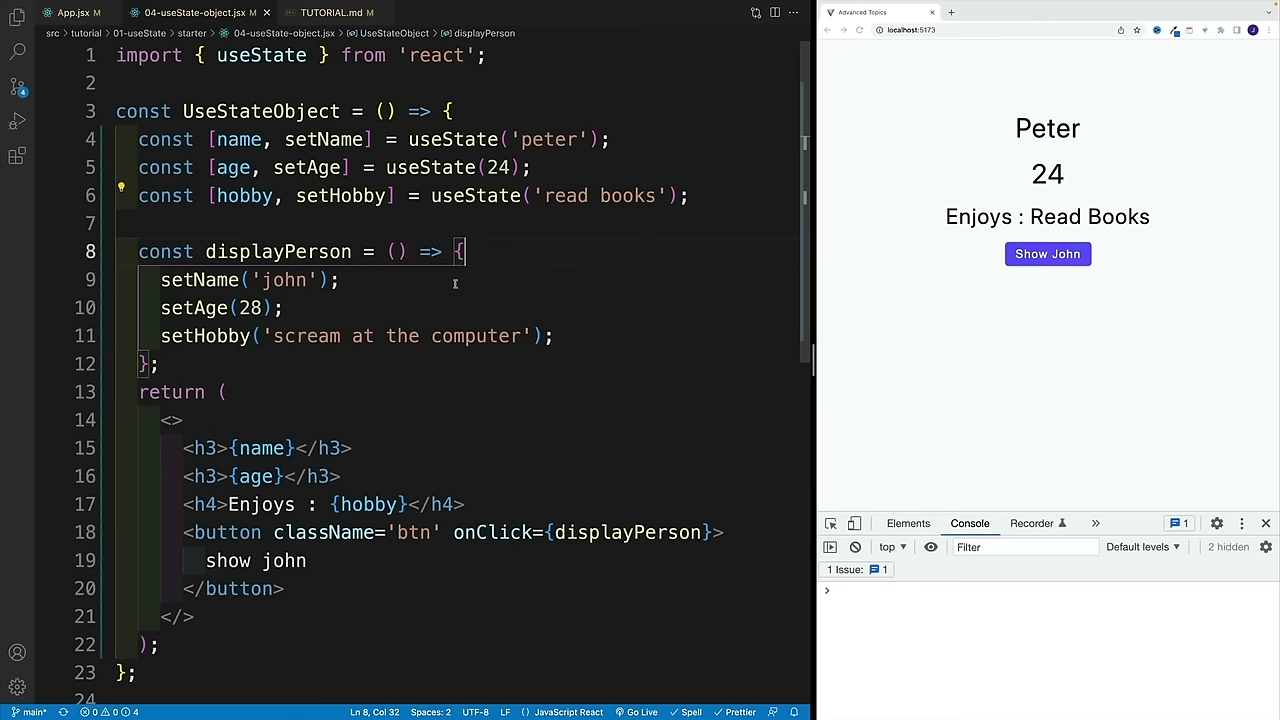 App.jsx M
04-useState-object.jsx M
TUTORIAL.md M
src > tutorial > 04-useState-object.jsx > UseStateObject > displayPerson
1 import { useState } from 'react';
2
3 const UseStateObject = () => {
4 const [name, setName] = useState('peter');
5 const [age, setAge] = useState(24);
6 const [hobby, setHobby] = useState('read books');
7
8 const displayPerson = () => {
9 setName('john');
10 setAge(28);
11 setHobby('scream at the computer');
12 };
13 return (
14 <>
15 <h3>{name}</h3>
16 <h3>{age}</h3>
17 <h4>Enjoys : {hobby}</h4>
18 <button className='btn' onClick={displayPerson}>
19 show john
20 </button>
21 </>
22 );
23 };
24
4
main* 0 0 4 Ln 8, Col 32 Spaces: 2 UTF-8 LF { } JavaScript React Go Live Spell Prettier
Advanced Topics
localhost:5173
J
Peter
24
Enjoys : Read Books
Show John
Elements Console Recorder » 1
top Filter Default levels 2 hidden
1 Issue: 1
>